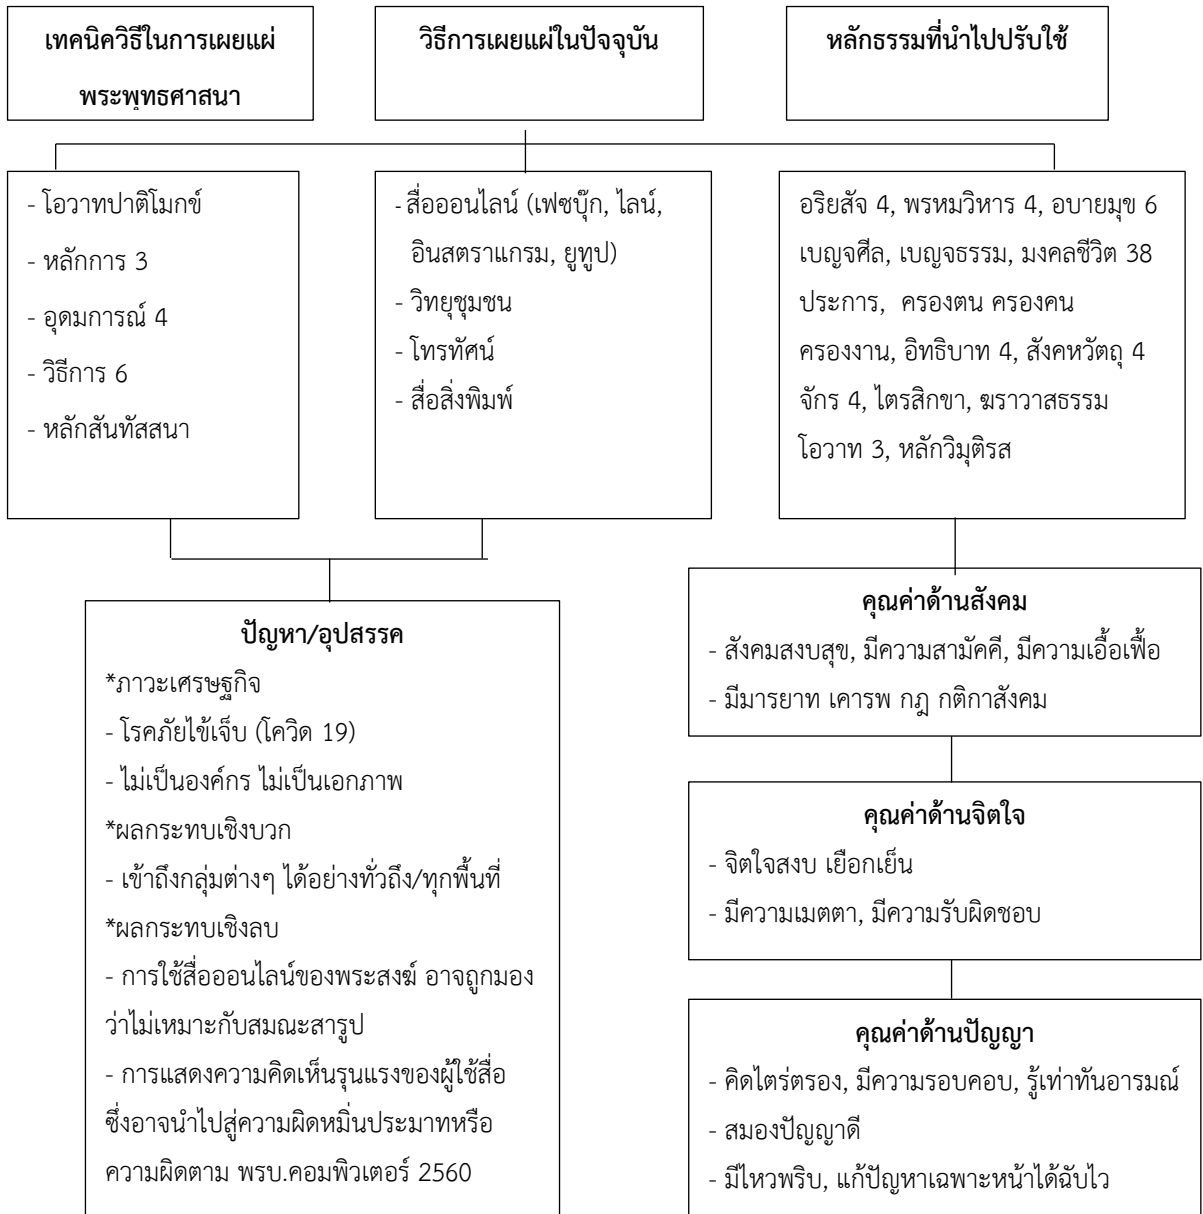 เทคนิควิธีในการเผยแผ่
พระพุทธศาสนา
วิธีการเผยแผ่ในปัจจุบัน
หลักธรรมที่นำไปปรับใช้
- โอวาทปาติโมกข์
- หลักการ 3
- อุดมการณ์ 4
- วิธีการ 6
- หลักสันทัสสนา
- สื่อออนไลน์ (เฟซบุ๊ก, ไลน์,
อินสตราแกรม, ยูทูป)
- วิทยุชุมชน
- โทรทัศน์
- สื่อสิ่งพิมพ์
อริยสัจ 4, พรหมวิหาร 4, อบายมุข 6
เบญจศีล, เบญจธรรม, มงคลชีวิต 38
ประการ, ครองตน ครองคน
ครองงาน, อิทธิบาท 4, สังคหวัตถุ 4
จักร 4, ไตรสิกขา, ฆราวาสธรรม
โอวาท 3, หลักวิมุติรส
ปัญหา/อุปสรรค
*ภาวะเศรษฐกิจ
- โรคภัยไข้เจ็บ (โควิด 19)
- ไม่เป็นองค์กร ไม่เป็นเอกภาพ
*ผลกระทบเชิงบวก
- เข้าถึงกลุ่มต่างๆ ได้อย่างทั่วถึง/ทุกพื้นที่
*ผลกระทบเชิงลบ
- การใช้สื่อออนไลน์ของพระสงฆ์ อาจถูกมอง
ว่าไม่เหมาะกับสมณะสารูป
- การแสดงความคิดเห็นรุนแรงของผู้ใช้สื่อ
ซึ่งอาจนำไปสู่ความผิดหมิ่นประมาทหรือ
ความผิดตาม พรบ.คอมพิวเตอร์ 2560
คุณค่าด้านสังคม
- สังคมสงบสุข, มีความสามัคคี, มีความเอื้อเฟื้อ
- มีมารยาท เคารพ กฎ กติกาสังคม
คุณค่าด้านจิตใจ
- จิตใจสงบ เยือกเย็น
- มีความเมตตา, มีความรับผิดชอบ
คุณค่าด้านปัญญา
- คิดไตร่ตรอง, มีความรอบคอบ, รู้เท่าทันอารมณ์
- สมองปัญญาดี
- มีไหวพริบ, แก้ปัญหาเฉพาะหน้าได้ฉับไว